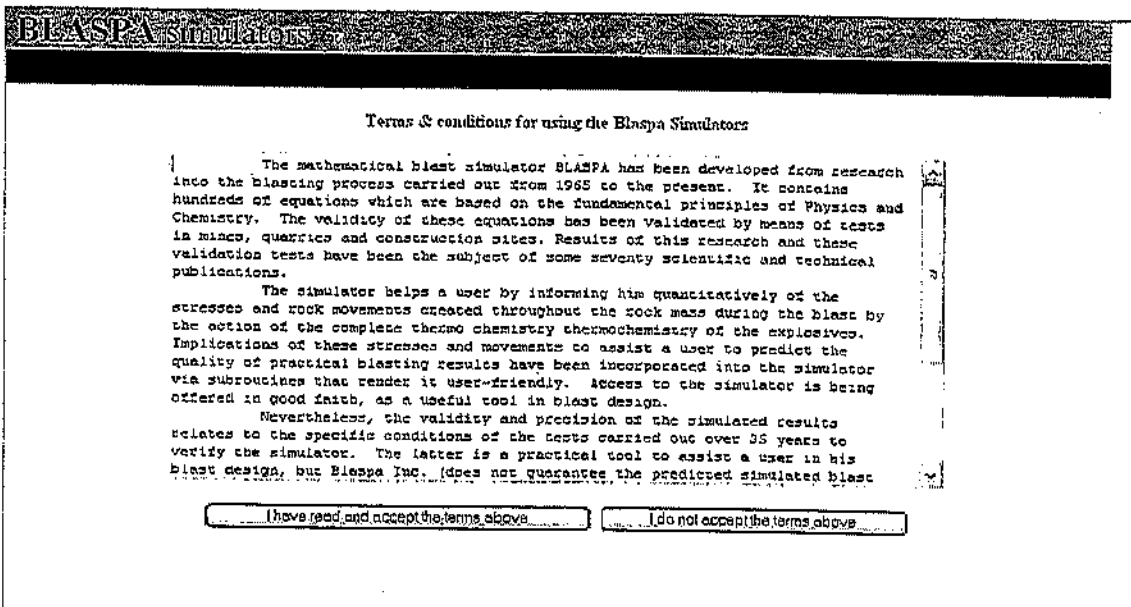 BLASPA simulators
Terms & conditions for using the Blaspa Simulators
The mathematical blast simulator BLASPA has been developed from research
into the blasting process carried out from 1965 to the present. It contains
hundreds of equations which are based on the fundamental principles of Physics and
Chemistry. The validity of these equations has been validated by means of tests
in mines, quarries and construction sites. Results of this research and these
validation tests have been the subject of some seventy scientific and technical
publications.
The simulator helps a user by informing him quantitatively of the
stresses and rock movements created throughout the rock mass during the blast by
the action of the complete thermo chemistry thermochemistry of the explosives.
Implications of these stresses and movements to assist a user to predict the
quality of practical blasting results have been incorporated into the simulator
via subroutines that render it user-friendly. Access to the simulator is being
offered in good faith, as a useful tool in blast design.
Nevertheless, the validity and precision of the simulated results
relates to the specific conditions of the tests carried out over 35 years to
verify the simulator. The latter is a practical tool to assist a user in his
blast design, but Blaspa Inc. (does not guarantee the predicted simulated blast
I have read and accept the terms above
I do not accept the terms above